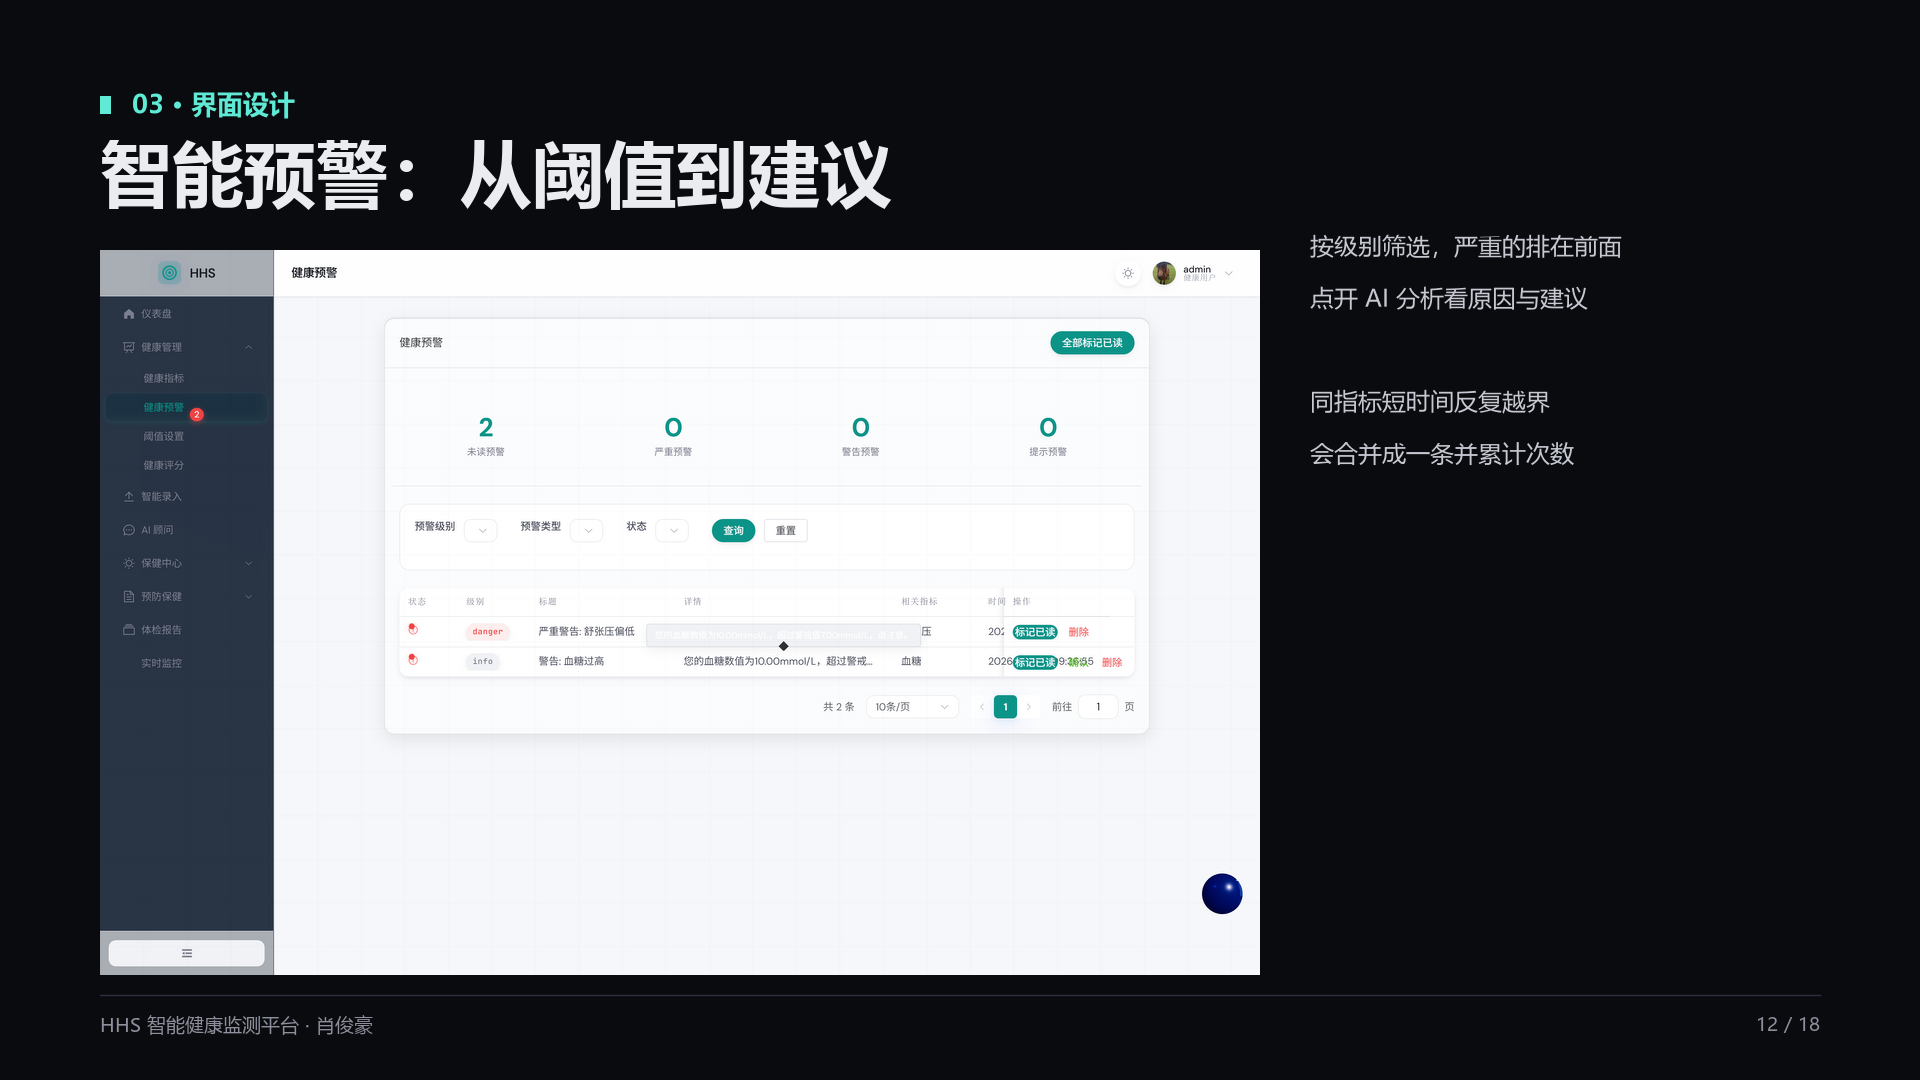 03 · 界面设计
智能预警：从阈值到建议
按级别筛选，严重的排在前面
点开 AI 分析看原因与建议
同指标短时间反复越界
会合并成一条并累计次数
HHS
健康预警
admin
健康用户
仪表盘
健康管理
健康指标
健康预警
2
阈值设置
健康评分
智能录入
AI 顾问
保健中心
预防保健
体检报告
实时监控
健康预警
全部标记已读
2 0 0 0
未读预警 严重预警 警告预警 提示预警
预警级别 预警类型 状态 查询 重置
状态 级别 标题 详情 相关指标 时间 操作
danger 严重警告: 舒张压偏低 压 202 标记已读 删除
info 警告: 血糖过高 您的血糖数值为10.00mmol/L，超过警戒... 血糖 2026 标记已读 删除
共 2 条 10条/页 1 前往 1 页
HHS 智能健康监测平台 · 肖俊豪
12 / 18